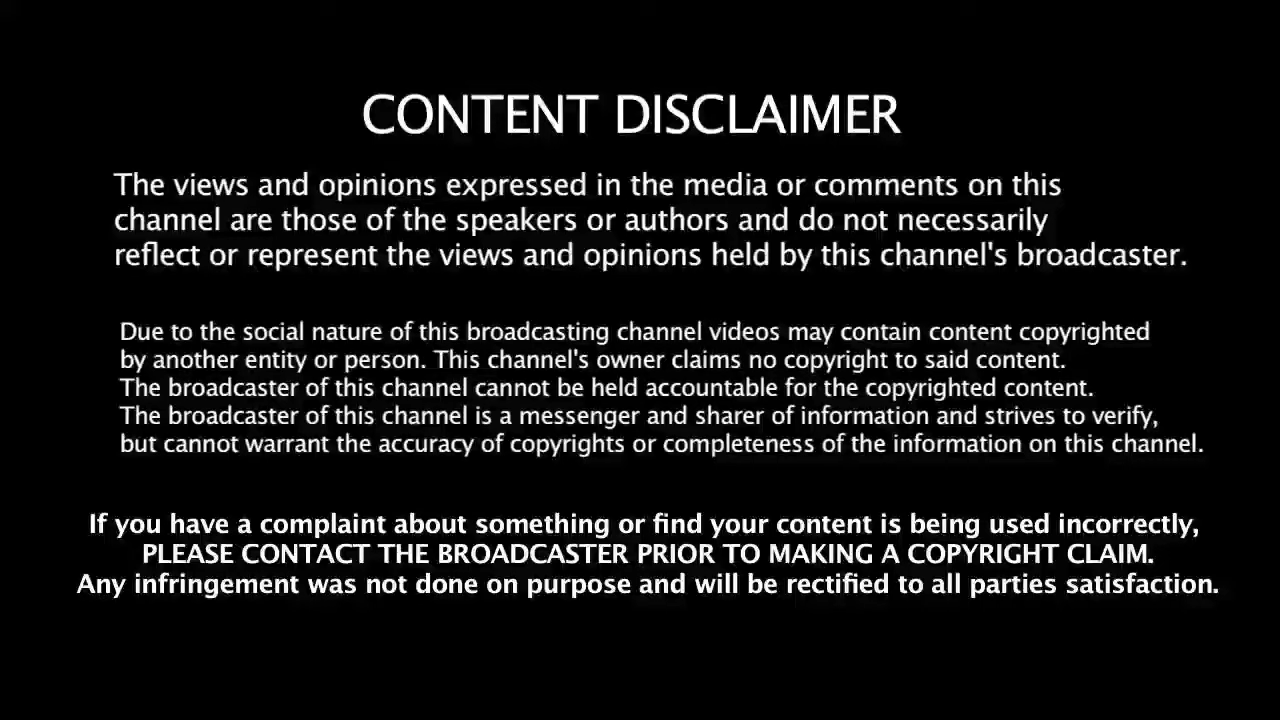 CONTENT DISCLAIMER
The views and opinions expressed in the media or comments on this
channel are those of the speakers or authors and do not necessarily
reflect or represent the views and opinions held by this channel's broadcaster.
Due to the social nature of this broadcasting channel videos may contain content copyrighted
by another entity or person. This channel's owner claims no copyright to said content.
The broadcaster of this channel cannot be held accountable for the copyrighted content.
The broadcaster of this channel is a messenger and sharer of information and strives to verify,
but cannot warrant the accuracy of copyrights or completeness of the information on this channel.
If you have a complaint about something or find your content is being used incorrectly,
PLEASE CONTACT THE BROADCASTER PRIOR TO MAKING A COPYRIGHT CLAIM.
Any infringement was not done on purpose and will be rectified to all parties satisfaction.